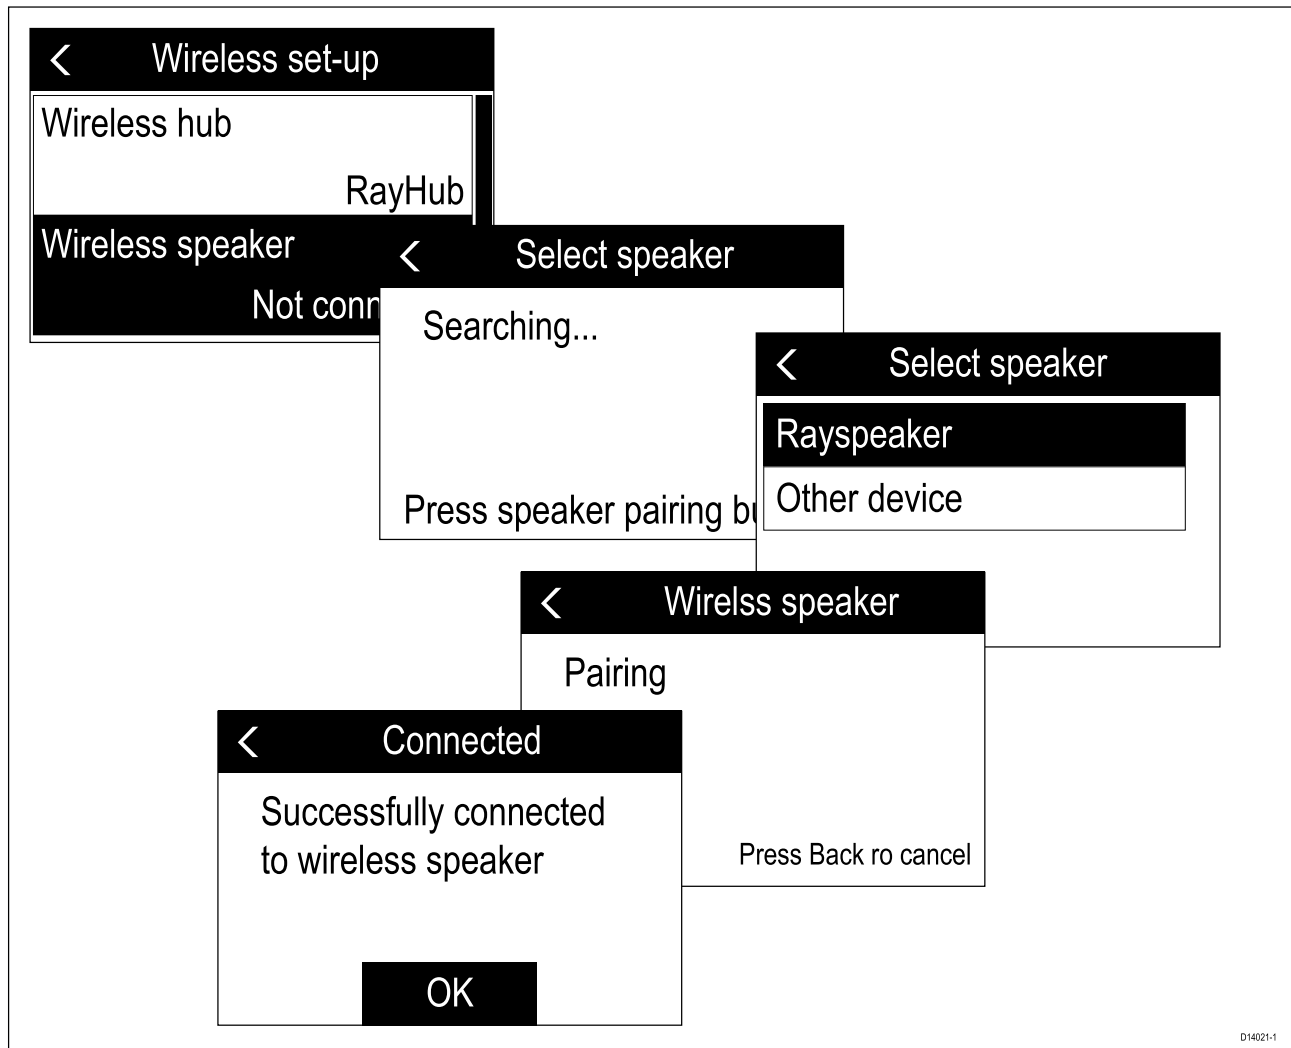 < Wireless set-up
Wireless hub
RayHub
Wireless speaker
Not conn
< Select speaker
Searching...
Press speaker pairing bu
< Select speaker
Rayspeaker
Other device
< Wirelss speaker
Pairing
Press Back ro cancel
< Connected
Successfully connected
to wireless speaker
OK
D14021-1